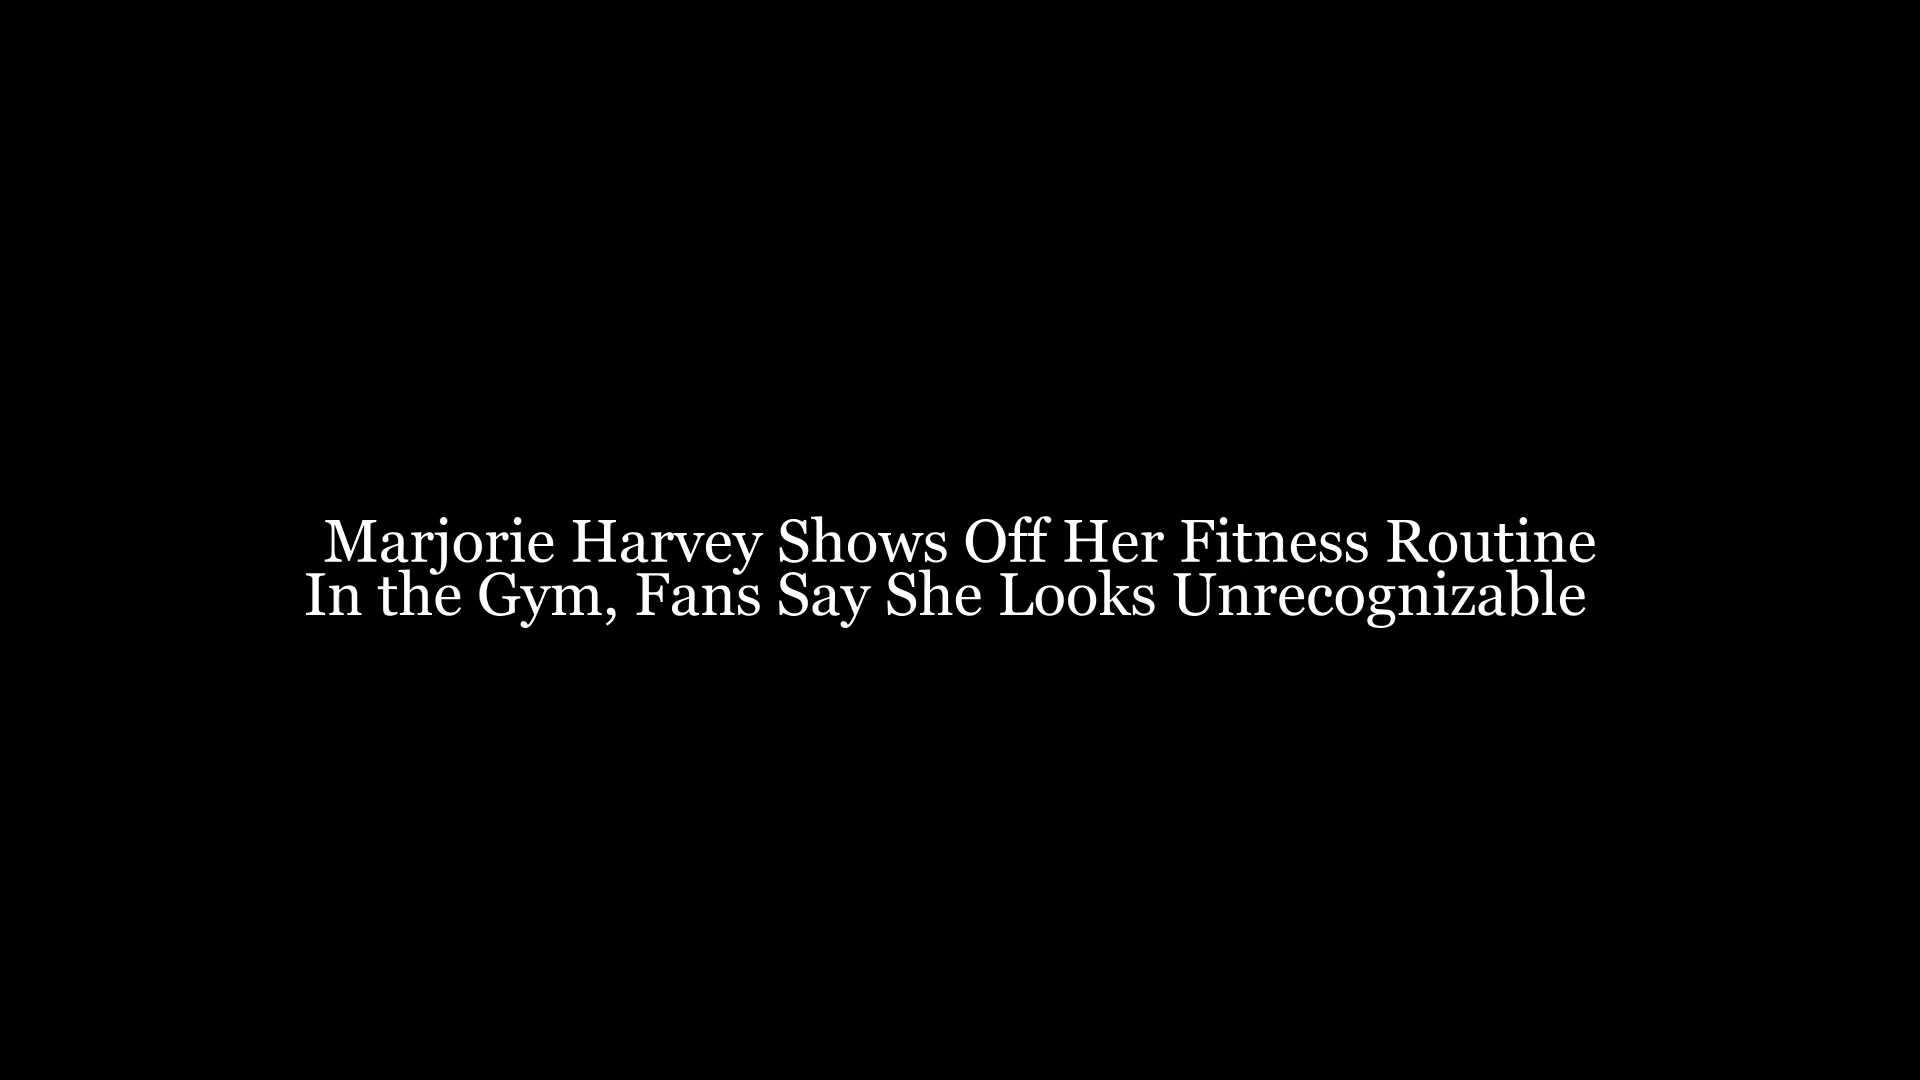 Marjorie Harvey Shows Off Her Fitness Routine
In the Gym, Fans Say She Looks Unrecognizable